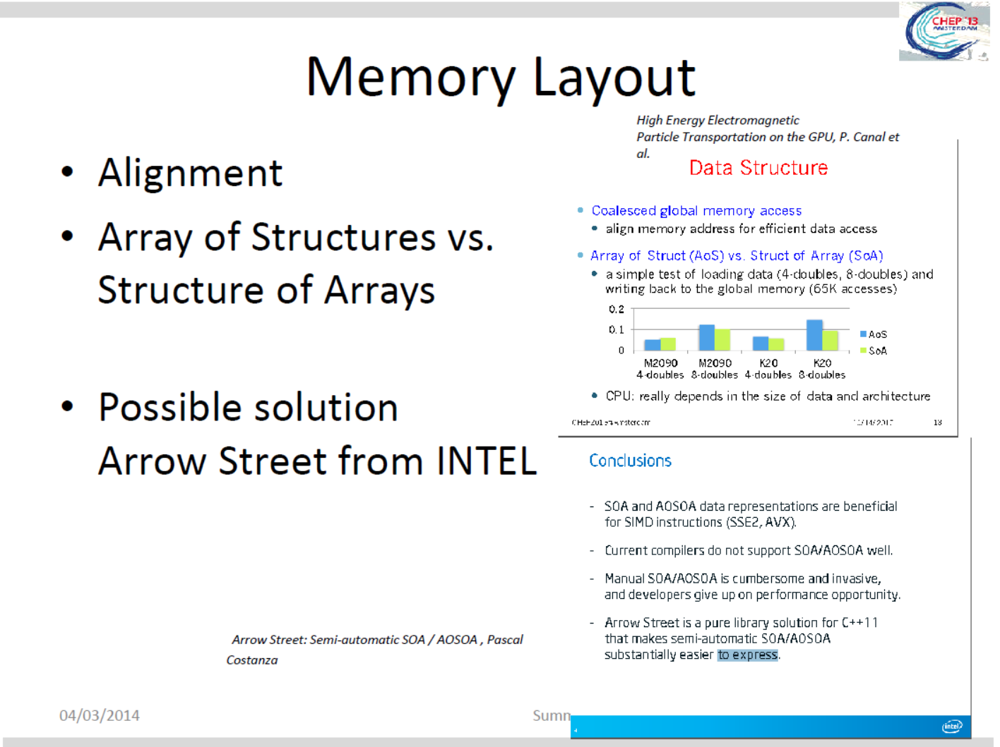 CHEP '13
AMSTERDAM
Memory Layout
High Energy Electromagnetic
Particle Transportation on the GPU, P. Canal et
al.
• Alignment
• Array of Structures vs.
Structure of Arrays
• Possible solution
Arrow Street from INTEL
Data Structure
• Coalesced global memory access
• align memory address for efficient data access
• Array of Struct (AoS) vs. Struct of Array (SoA)
• a simple test of loading data (4-doubles, 8-doubles) and
writing back to the global memory (65K accesses)
0.2
0.1
0
AoS
SoA
M2090 M2090 K20 K20
4-doubles 8-doubles 4-doubles 8-doubles
• CPU: really depends in the size of data and architecture
13
Conclusions
- SOA and AOSOA data representations are beneficial
for SIMD instructions (SSE2, AVX).
- Current compilers do not support SOA/AOSOA well.
- Manual SOA/AOSOA is cumbersome and invasive,
and developers give up on performance opportunity.
- Arrow Street is a pure library solution for C++11
that makes semi-automatic SOA/AOSOA
substantially easier to express.
Arrow Street: Semi-automatic SOA / AOSOA , Pascal
Costanza
04/03/2014
Summ
4
intel